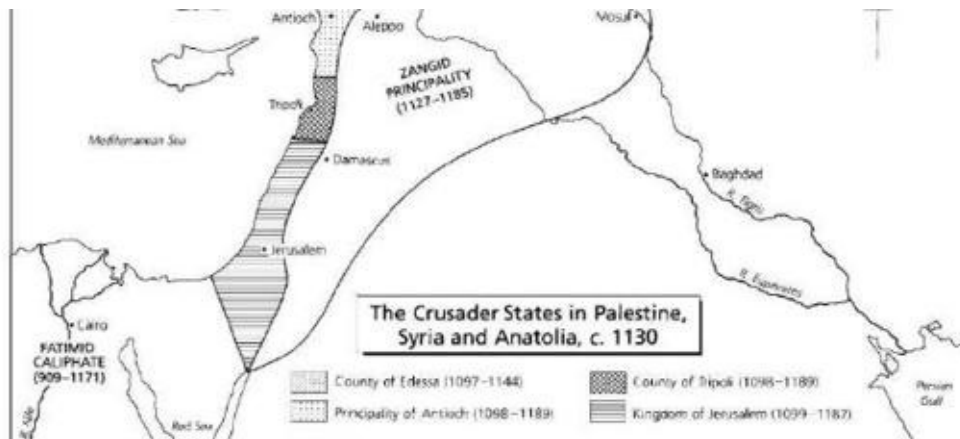 Antioch
Aleppo
Mosul
ZANGID
PRINCIPALITY
(1127–1185)
Tripoli
Mediterranean Sea
Damascus
Baghdad
R. Tigris
Jerusalem
R. Euphrates
The Crusader States in Palestine,
Syria and Anatolia, c. 1130
Cairo
FATIMID
CALIPHATE
(909–1171)
R. Nile
Red Sea
Persian
Gulf
County of Edessa (1097–1144)
County of Tripoli (1098–1189)
Principality of Antioch (1098–1189)
Kingdom of Jerusalem (1099–1187)